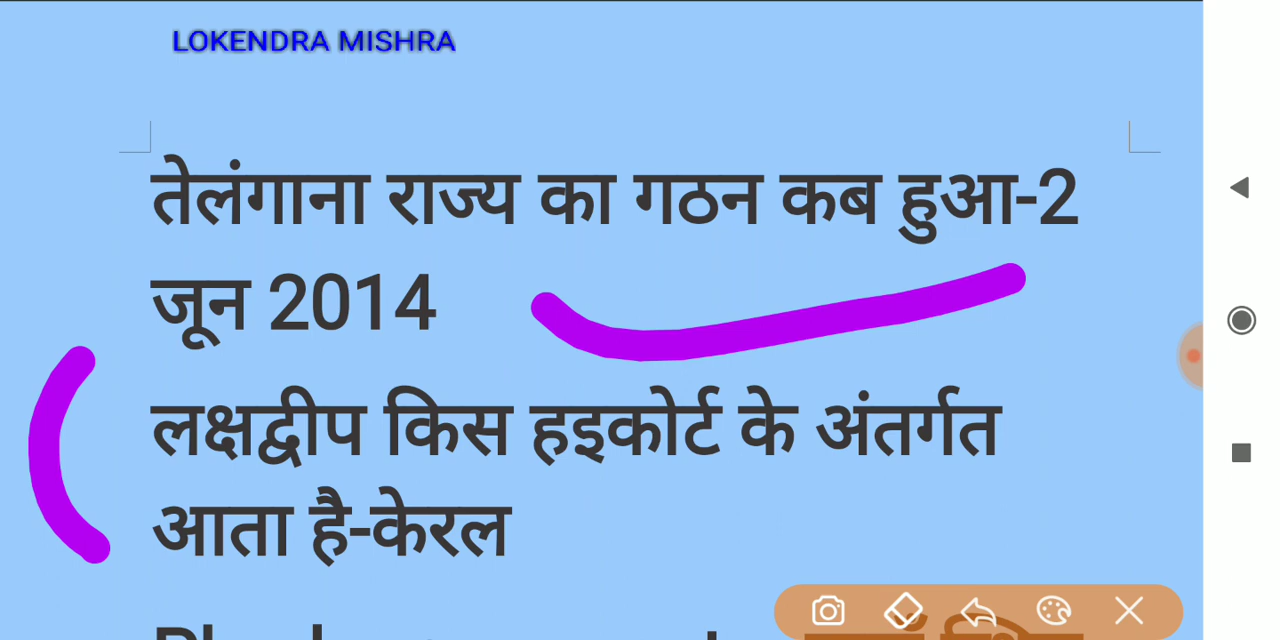 LOKENDRA MISHRA
तेलंगाना राज्य का गठन कब हुआ-2
जून 2014
लक्षद्वीप किस हइकोर्ट के अंतर्गत
आता है-केरल